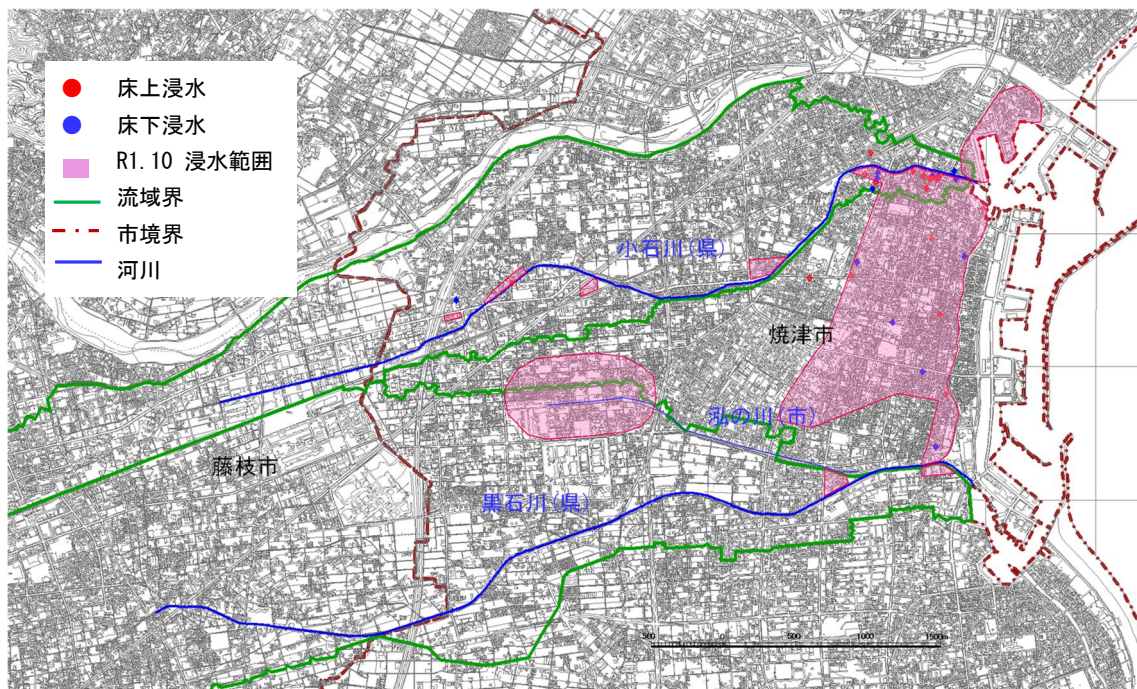 床上浸水
床下浸水
R1.10 浸水範囲
流域界
市境界
河川
小石川(県)
焼津市
泓の川(市)
藤枝市
黒石川(県)
500
0
500
1000
1500m